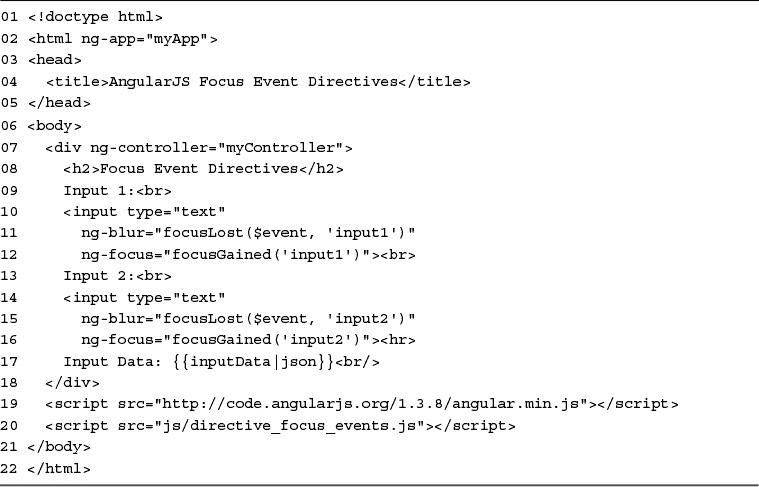 01 <!doctype html>
02 <html ng-app="myApp">
03 <head>
04   <title>AngularJS Focus Event Directives</title>
05 </head>
06 <body>
07   <div ng-controller="myController">
08     <h2>Focus Event Directives</h2>
09     Input 1:<br>
10     <input type="text"
11       ng-blur="focusLost($event, 'input1')"
12       ng-focus="focusGained('input1')"><br>
13     Input 2:<br>
14     <input type="text"
15       ng-blur="focusLost($event, 'input2')"
16       ng-focus="focusGained('input2')"><hr>
17     Input Data: {{inputData|json}}<br/>
18   </div>
19   <script src="http://code.angularjs.org/1.3.8/angular.min.js"></script>
20   <script src="js/directive_focus_events.js"></script>
21 </body>
22 </html>